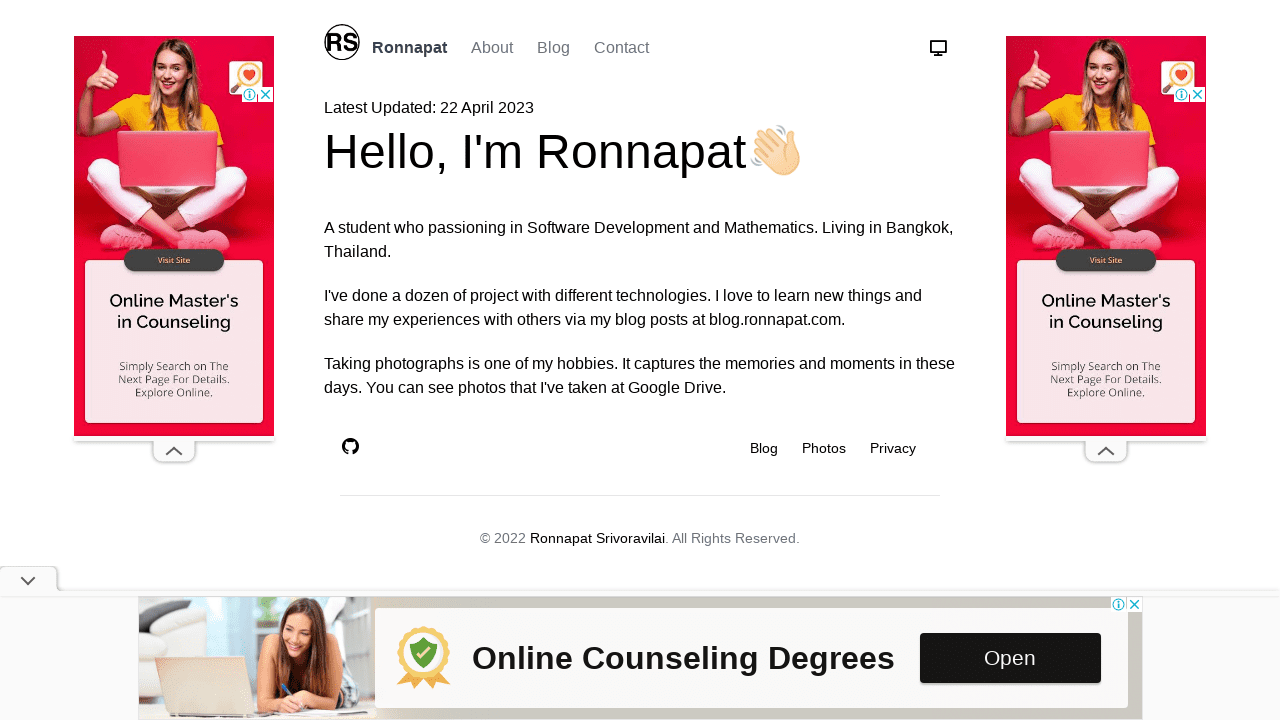 RS
Ronnapat About Blog Contact
Latest Updated: 22 April 2023
Hello, I'm Ronnapat👋🏻
A student who passioning in Software Development and Mathematics. Living in Bangkok,
Thailand.
I've done a dozen of project with different technologies. I love to learn new things and
share my experiences with others via my blog posts at blog.ronnapat.com.
Taking photographs is one of my hobbies. It captures the memories and moments in these
days. You can see photos that I've taken at Google Drive.
Blog Photos Privacy
© 2022 Ronnapat Srivoravilai. All Rights Reserved.
Visit Site
Online Master's
in Counseling
Simply Search on The
Next Page For Details.
Explore Online.
Visit Site
Online Master's
in Counseling
Simply Search on The
Next Page For Details.
Explore Online.
Online Counseling Degrees
Open